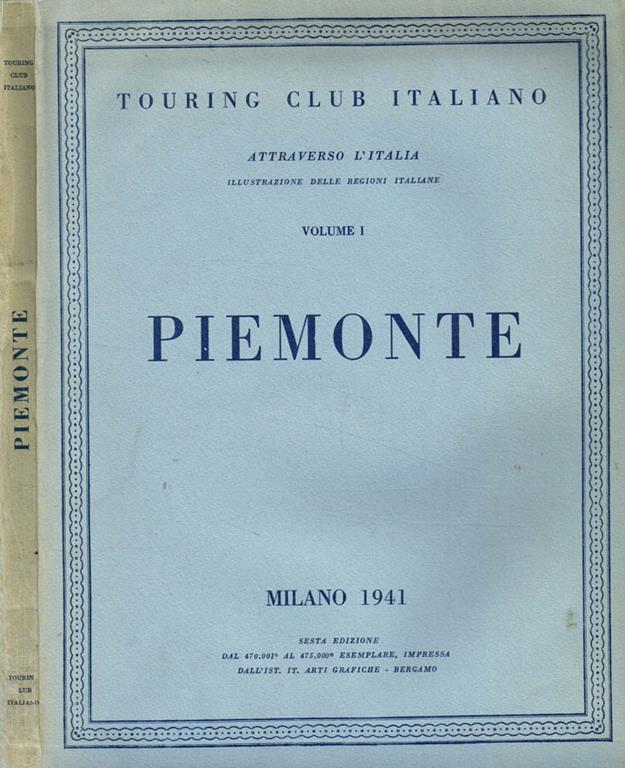 TOURING
CLUB
ITALIANO
PIEMONTE
TOURIN
LUB
ITALIANO
TOURING CLUB ITALIANO
ATTRAVERSO L'ITALIA
ILLUSTRAZIONE DELLE REGIONI ITALIANE
VOLUME I
PIEMONTE
MILANO 1941
SESTA EDIZIONE
DAL 470.001° AL 475.000° ESEMPLARE, IMPRESSA
DALL'IST. IT. ARTI GRAFICHE - BERGAMO